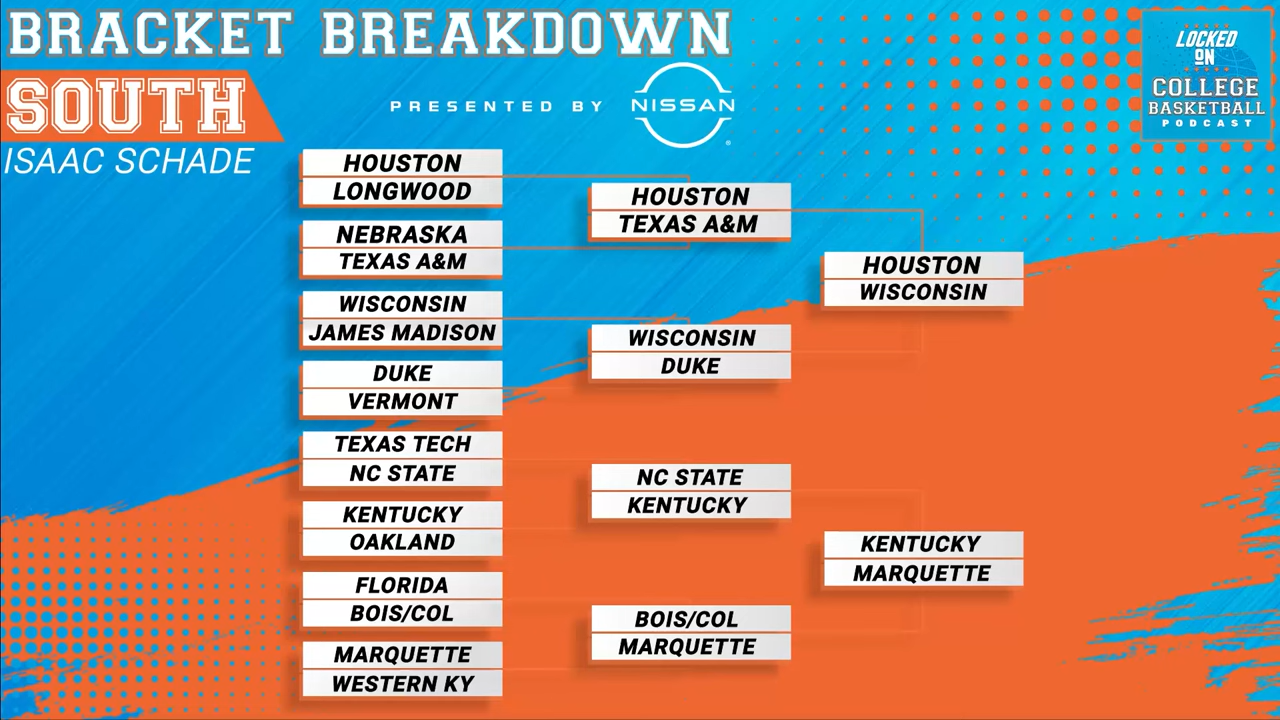 BRACKET BREAKDOWN
SOUTH
ISAAC SCHADE
PRESENTED BY NISSAN
LOCKED
ON
COLLEGE
BASKETBALL
PODCAST
HOUSTON
LONGWOOD
NEBRASKA
TEXAS A&M
WISCONSIN
JAMES MADISON
DUKE
VERMONT
TEXAS TECH
NC STATE
KENTUCKY
OAKLAND
FLORIDA
BOIS/COL
MARQUETTE
WESTERN KY
HOUSTON
TEXAS A&M
WISCONSIN
DUKE
NC STATE
KENTUCKY
BOIS/COL
MARQUETTE
HOUSTON
WISCONSIN
KENTUCKY
MARQUETTE